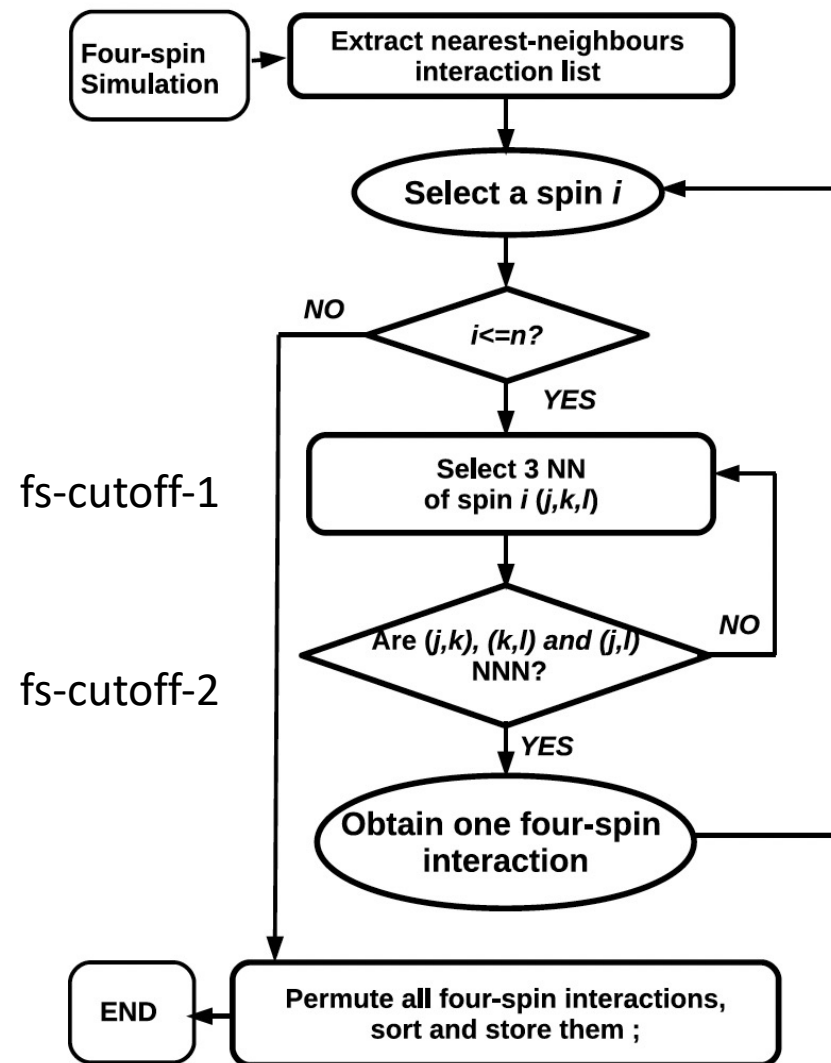 Four-spin
Simulation
Extract nearest-neighbours
interaction list
Select a spin i
i<=n?
NO
YES
fs-cutoff-1
Select 3 NN
of spin i (j,k,l)
Are (j,k), (k,l) and (j,l)
NNN?
NO
fs-cutoff-2
YES
Obtain one four-spin
interaction
Permute all four-spin interactions,
sort and store them ;
END